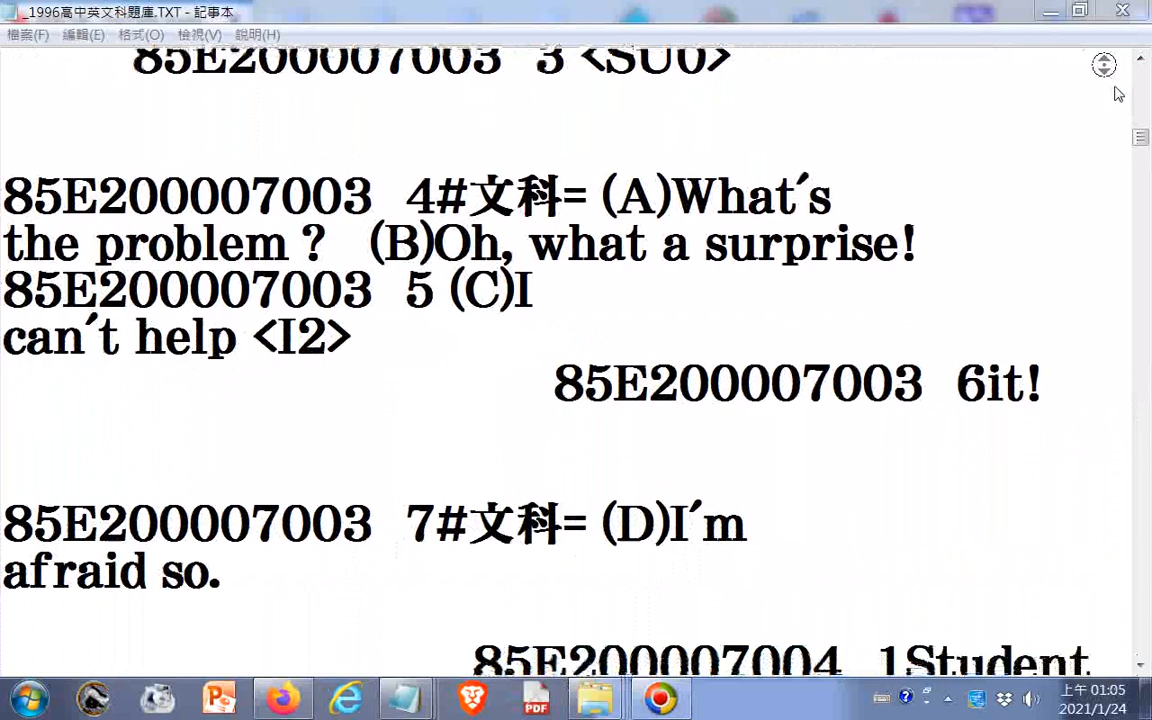 _1996高中英文科題庫.TXT - 記事本
檔案(F) 編輯(E) 格式(O) 檢視(V) 說明(H)
85E200007003 3 <SU0>
85E200007003 4#文科= (A)What´s
the problem ? (B)Oh, what a surprise!
85E200007003 5 (C)I
can´t help <I2>
85E200007003 6it!
85E200007003 7#文科= (D)I´m
afraid so.
85E200007004 1Student
PDF
上午 01:05
2021/1/24